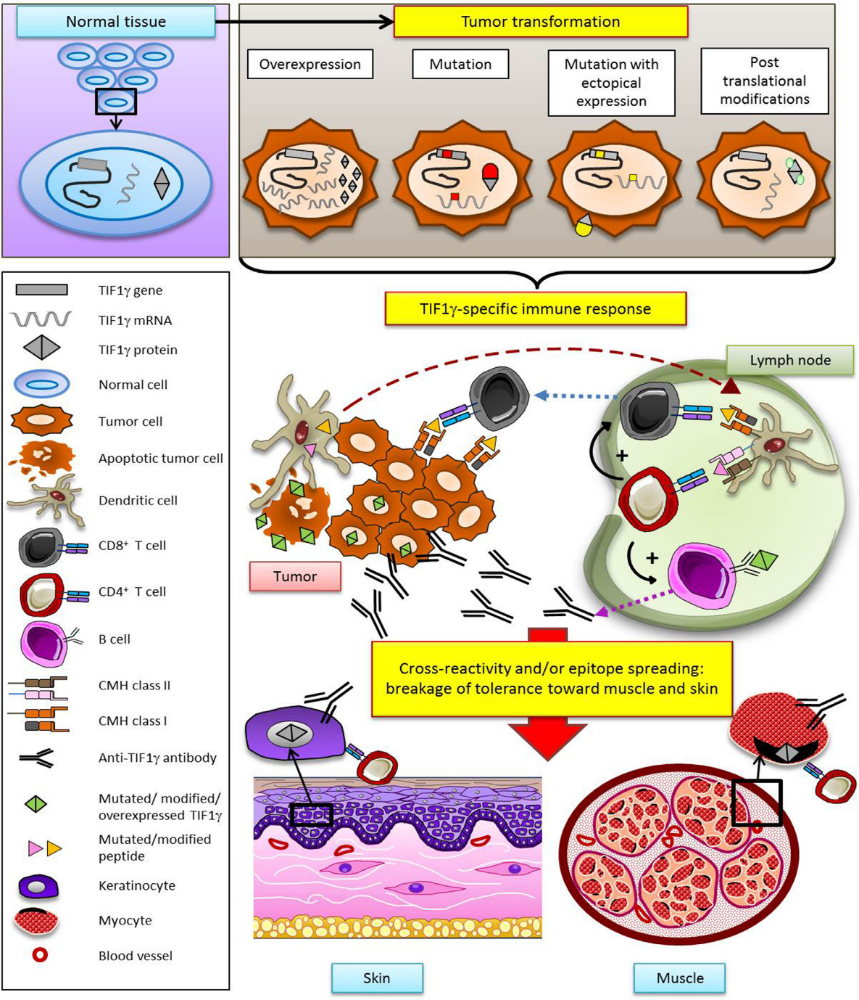 Normal tissue
Tumor transformation
Overexpression
Mutation
Mutation with
ectopical
expression
Post
translational
modifications
TIF1γ gene
TIF1γ mRNA
TIF1γ protein
Normal cell
Tumor cell
Apoptotic tumor cell
Dendritic cell
CD8⁺ T cell
CD4⁺ T cell
B cell
CMH class II
CMH class I
Anti-TIF1γ antibody
Mutated/ modified/
overexpressed TIF1γ
Mutated/modified
peptide
Keratinocyte
Myocyte
Blood vessel
TIF1γ-specific immune response
Lymph node
+
+
Tumor
Cross-reactivity and/or epitope spreading:
breakage of tolerance toward muscle and skin
Skin
Muscle